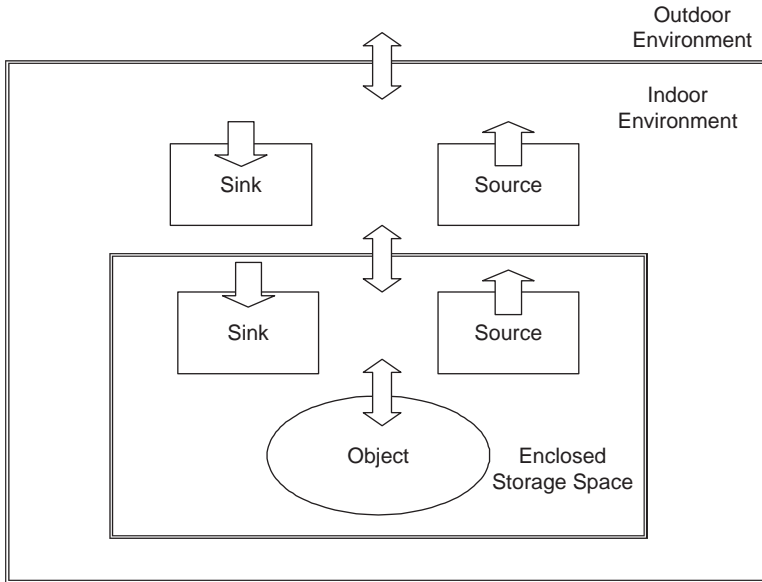 Outdoor
Environment
Indoor
Environment
Sink
Source
Sink
Source
Object
Enclosed
Storage Space